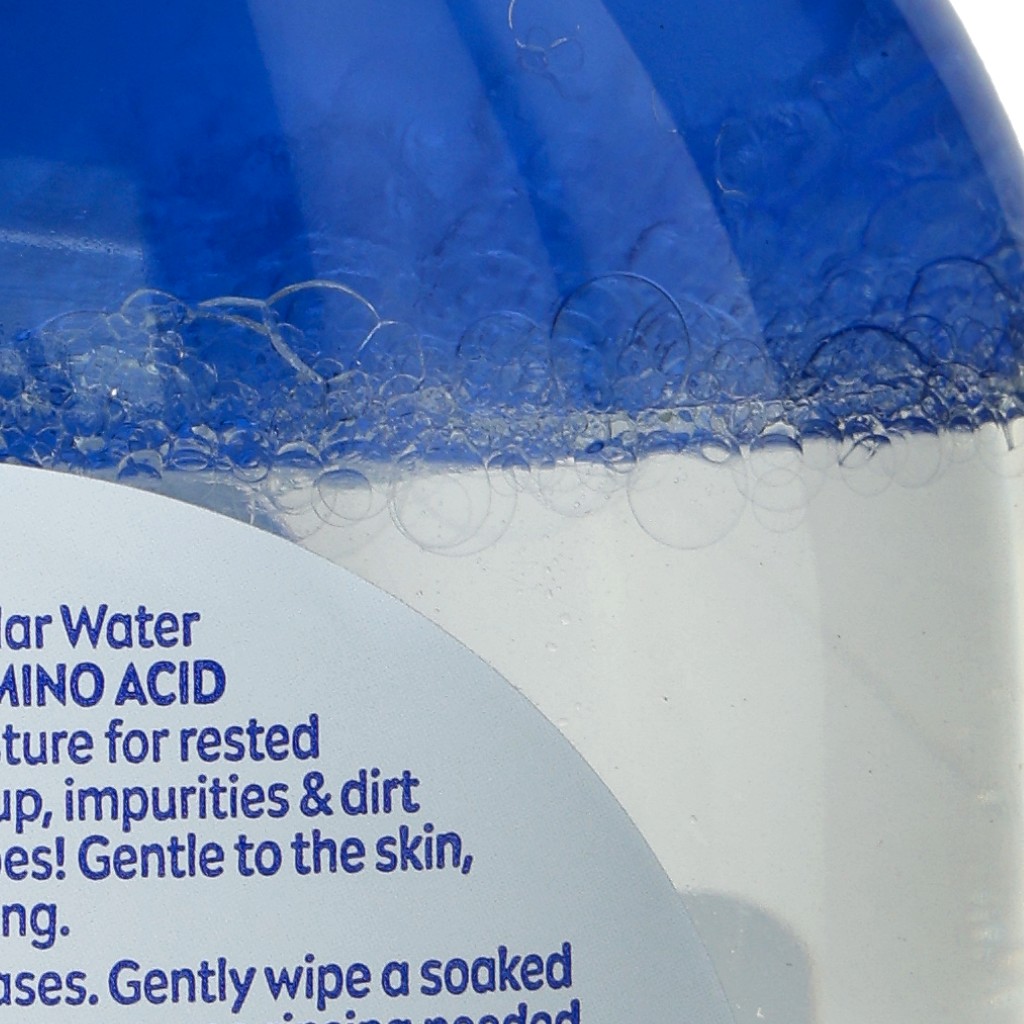 lar Water
MINO ACID
ture for rested
up, impurities & dirt
es! Gentle to the skin,
ng.
ases. Gently wipe a soaked
needed